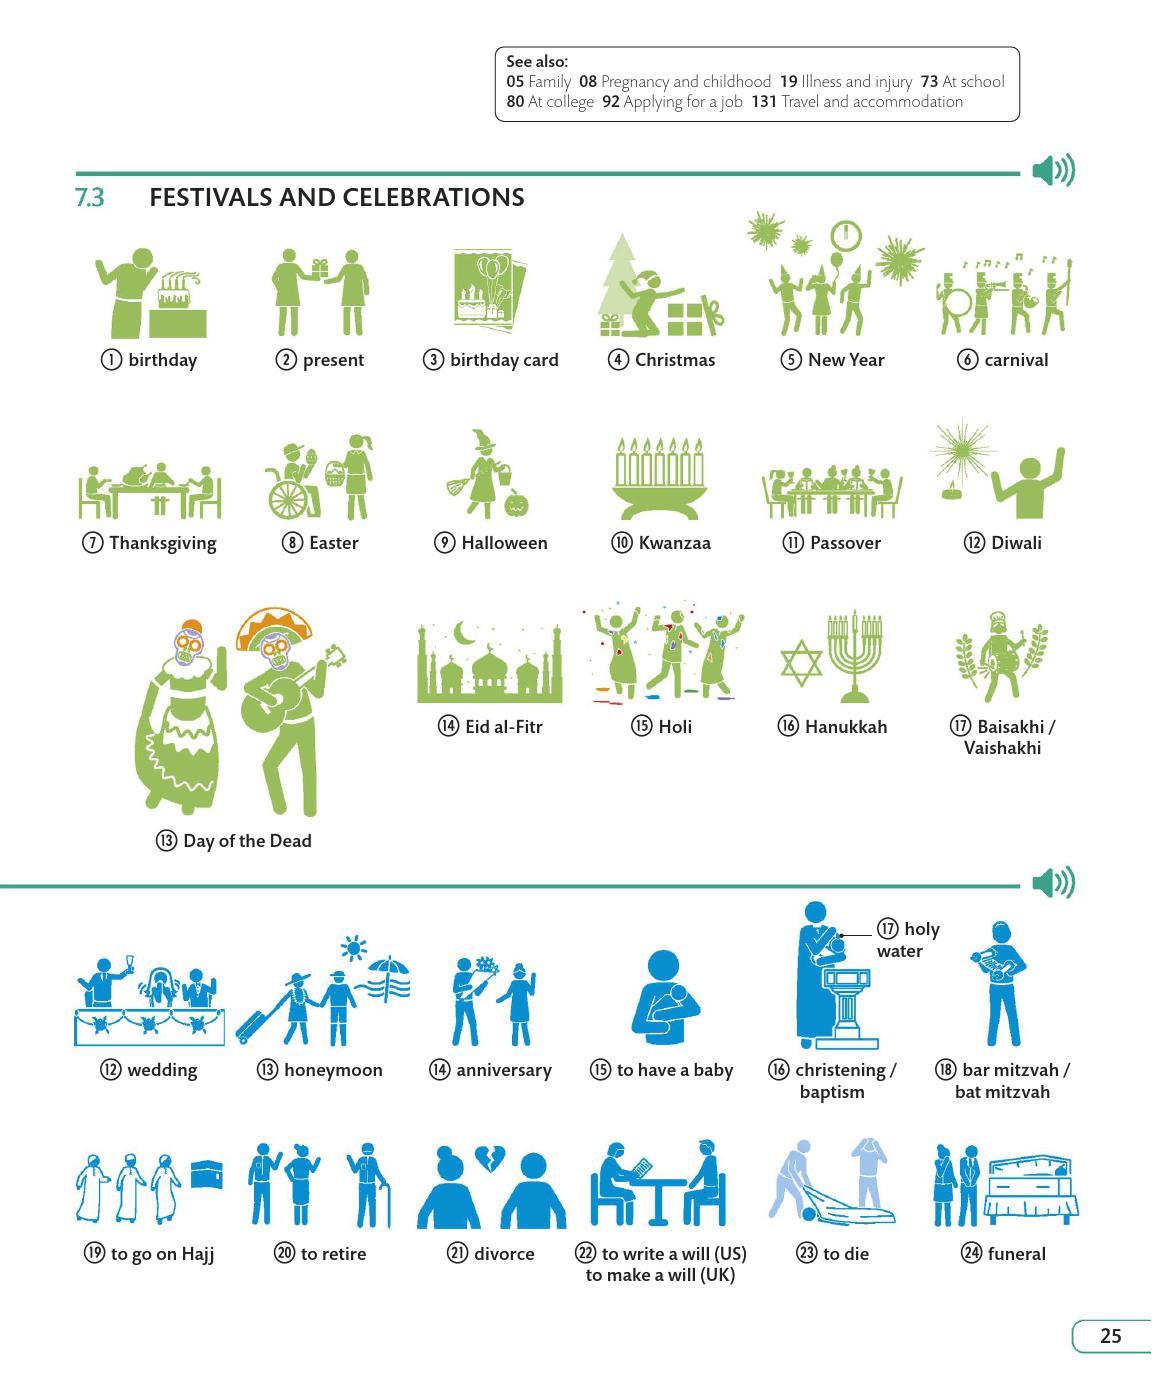 See also:
05 Family 08 Pregnancy and childhood 19 Illness and injury 73 At school
80 At college 92 Applying for a job 131 Travel and accommodation
7.3 FESTIVALS AND CELEBRATIONS
1 birthday
2 present
3 birthday card
4 Christmas
5 New Year
6 carnival
7 Thanksgiving
8 Easter
9 Halloween
10 Kwanzaa
11 Passover
12 Diwali
13 Day of the Dead
14 Eid al-Fitr
15 Holi
16 Hanukkah
17 Baisakhi /
Vaishakhi
12 wedding
13 honeymoon
14 anniversary
15 to have a baby
16 christening /
baptism
17 holy
water
18 bar mitzvah /
bat mitzvah
19 to go on Hajj
20 to retire
21 divorce
22 to write a will (US)
to make a will (UK)
23 to die
24 funeral
25